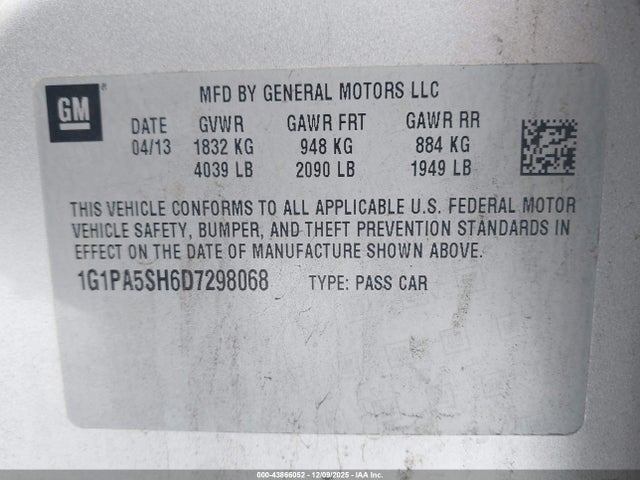 GM
MFD BY GENERAL MOTORS LLC
DATE GVWR GAWR FRT GAWR RR
04/13 1832 KG 948 KG 884 KG
4039 LB 2090 LB 1949 LB
THIS VEHICLE CONFORMS TO ALL APPLICABLE U.S. FEDERAL MOTOR
VEHICLE SAFETY, BUMPER, AND THEFT PREVENTION STANDARDS IN
EFFECT ON THE DATE OF MANUFACTURE SHOWN ABOVE.
1G1PA5SH6D7298068 TYPE: PASS CAR
000-43866052 / 12/09/2025 - IAA Inc.